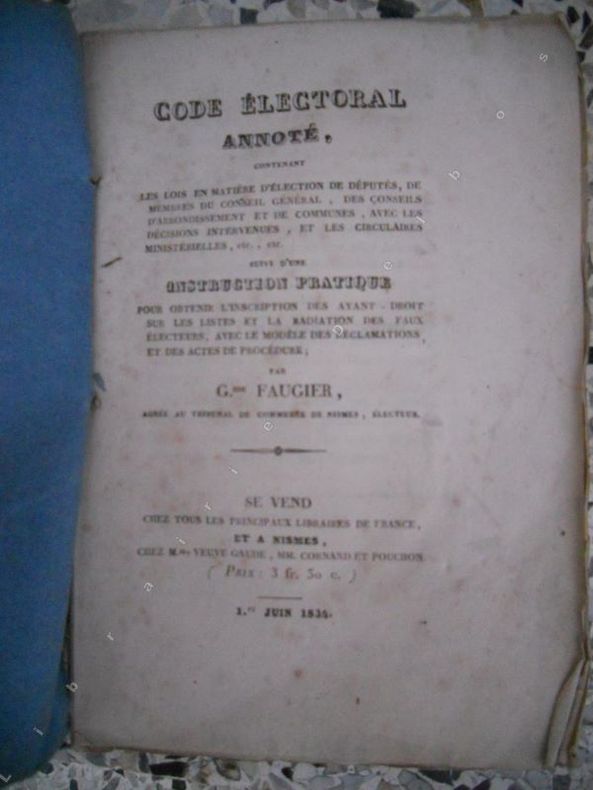 CODE ÉLECTORAL
ANNOTÉ,
CONTENANT
LES LOIS EN MATIÈRE D'ÉLECTION DE DÉPUTÉS, DE
MEMBRES DU CONSEIL GÉNÉRAL, DES CONSEILS
D'ARRONDISSEMENT ET DE COMMUNES, AVEC LES
DÉCISIONS INTERVENUES, ET LES CIRCULAIRES
MINISTÉRIELLES, etc., etc.
SUIVI D'UNE
INSTRUCTION PRATIQUE
POUR OBTENIR L'INSCRIPTION DES AYANT-DROIT
SUR LES LISTES ET LA RADIATION DES FAUX
ÉLECTEURS, AVEC LE MODÈLE DES RÉCLAMATIONS
ET DES ACTES DE PROCÉDURE;
PAR
G.me FAUGIER,
AGRÉÉ AU TRIBUNAL DE COMMERCE DE NISMES, ÉLECTEUR.
SE VEND
CHEZ TOUS LES PRINCIPAUX LIBRAIRES DE FRANCE,
ET A NISMES,
CHEZ M.me VEUVE GAUDE, MM. CORNAND ET POUCHON
(PRIX: 3 fr. 50 c.)
1.er JUIN 1834.
Librairie de b o s